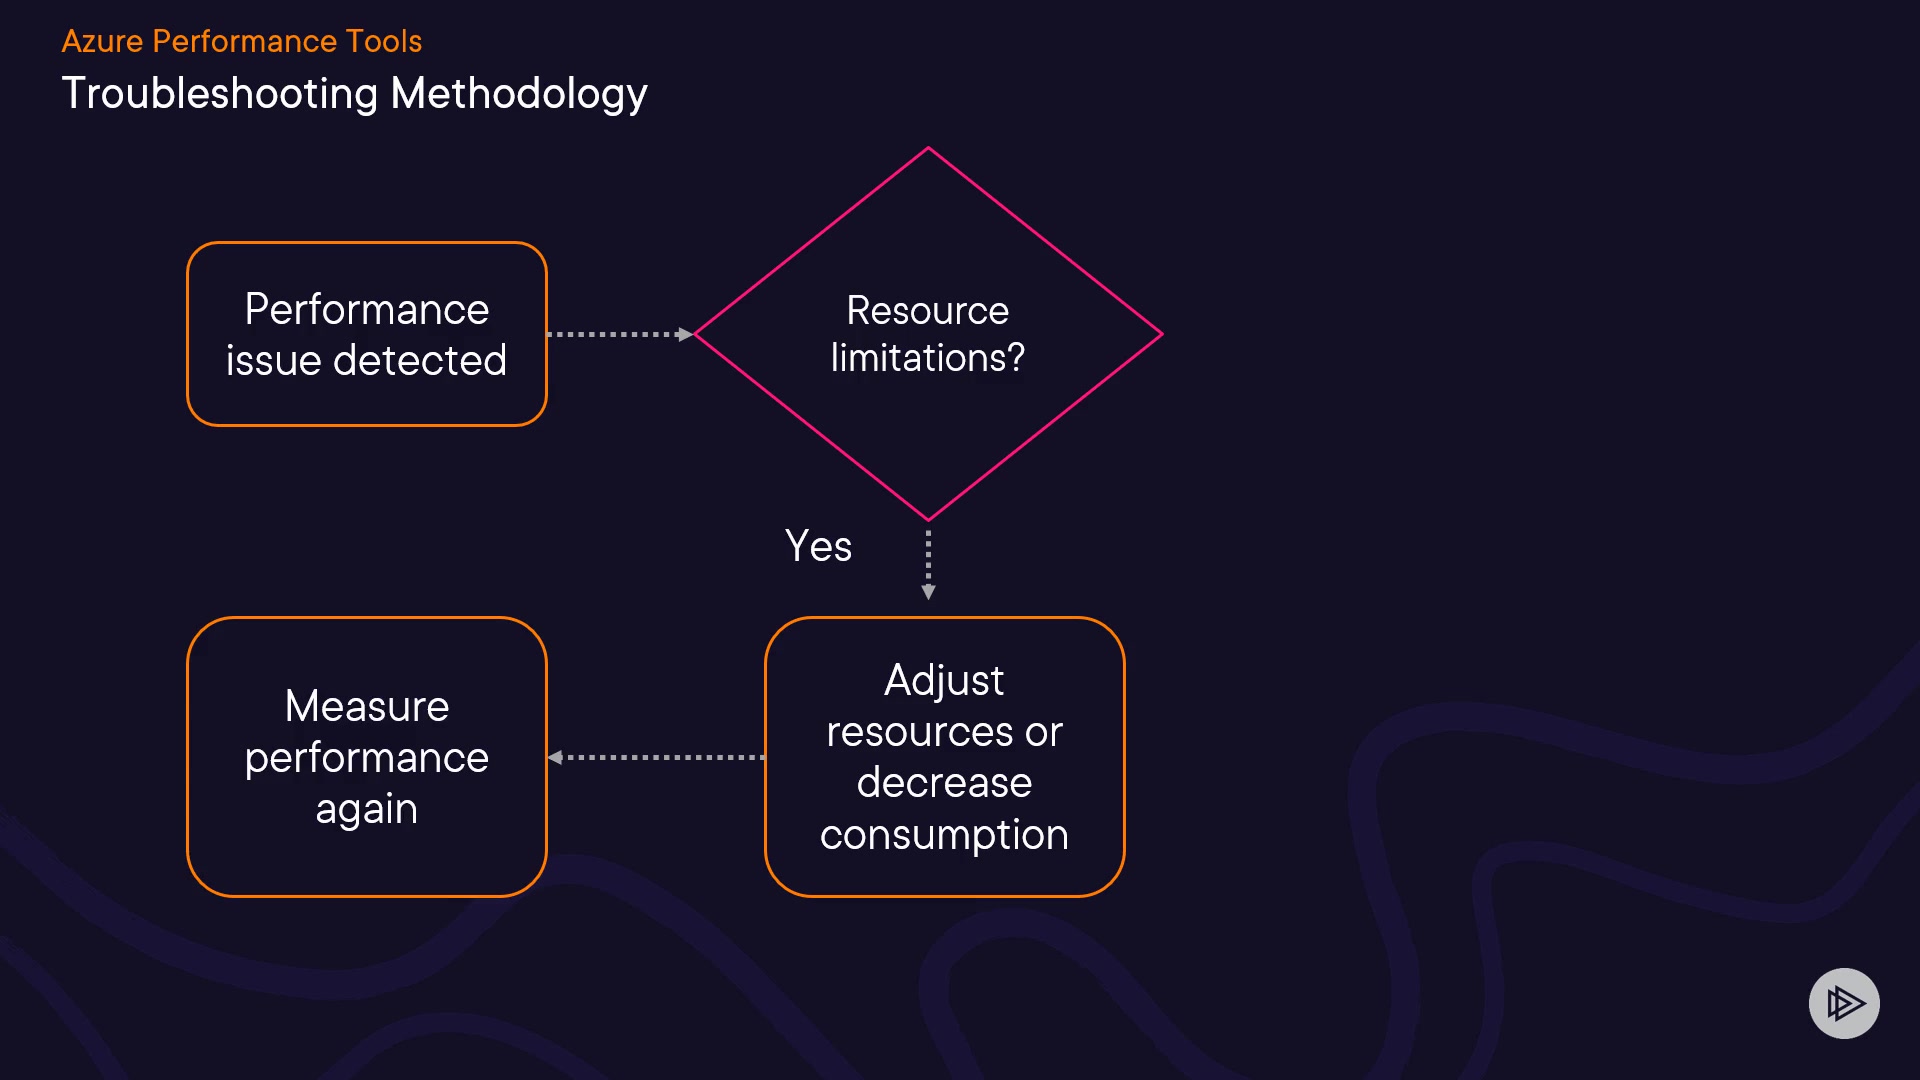 Azure Performance Tools
Troubleshooting Methodology
Performance
issue detected
Resource
limitations?
Yes
Adjust
resources or
decrease
consumption
Measure
performance
again